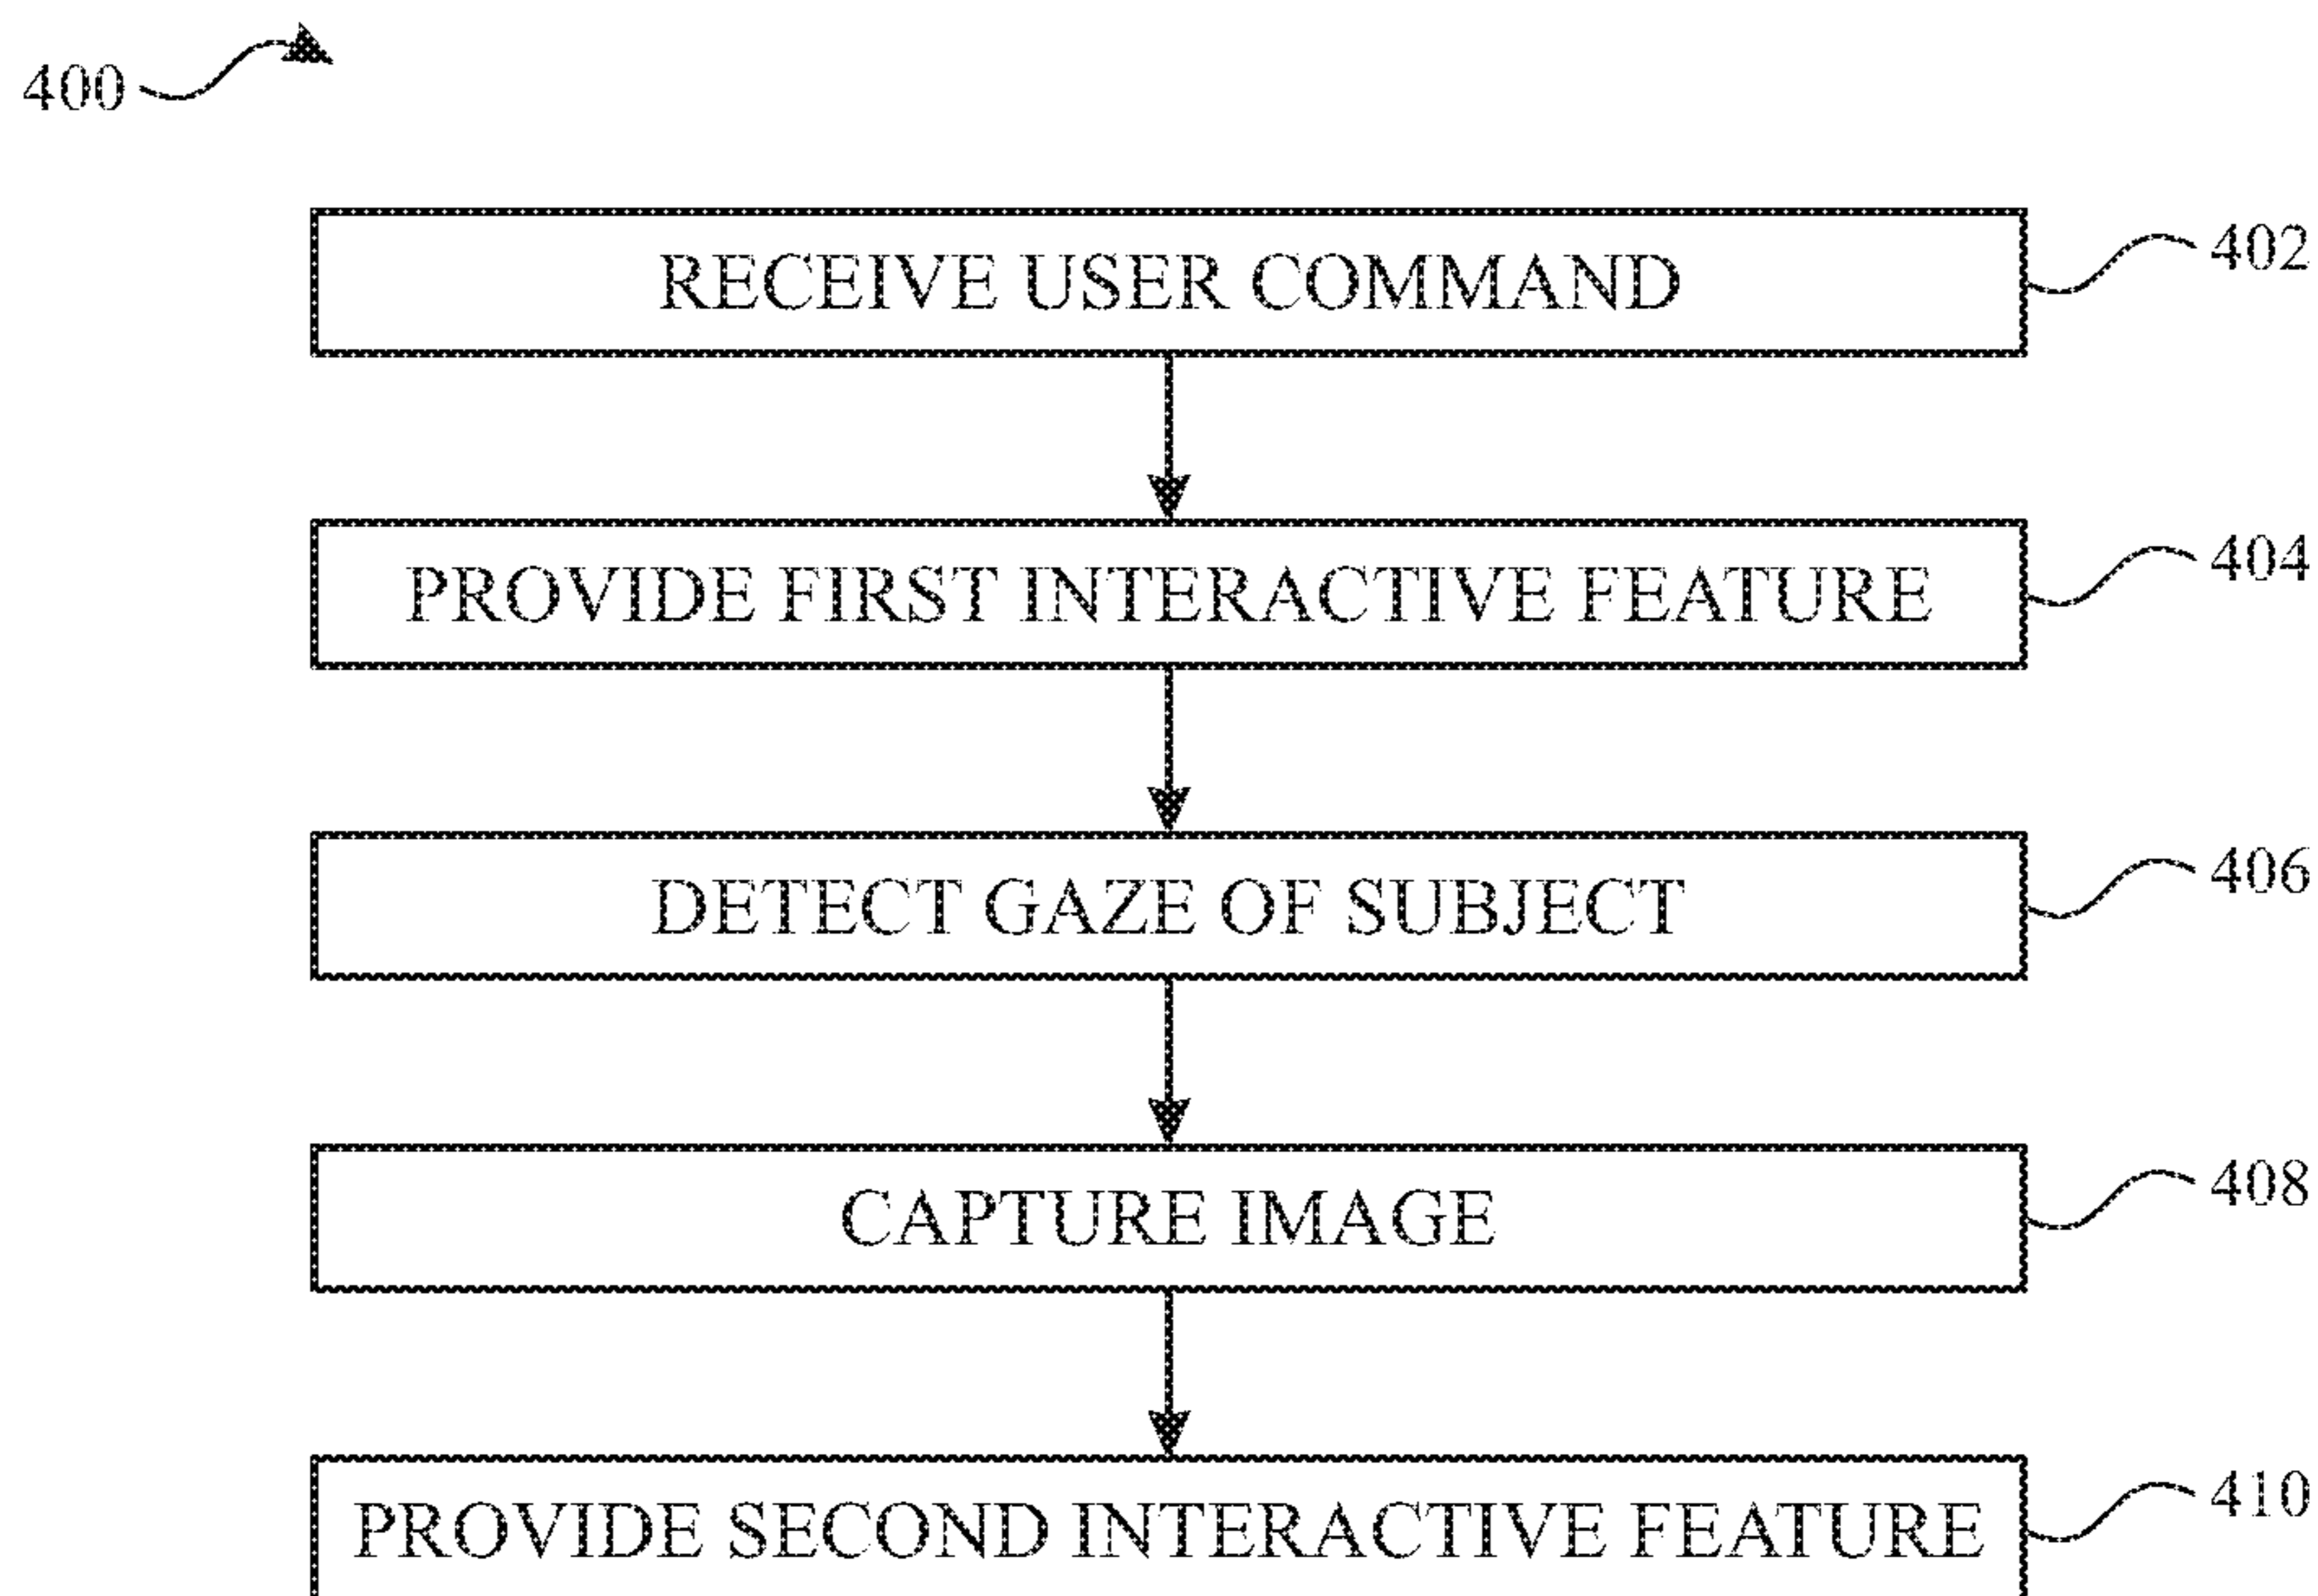 400
RECEIVE USER COMMAND
402
PROVIDE FIRST INTERACTIVE FEATURE
404
DETECT GAZE OF SUBJECT
406
CAPTURE IMAGE
408
PROVIDE SECOND INTERACTIVE FEATURE
410